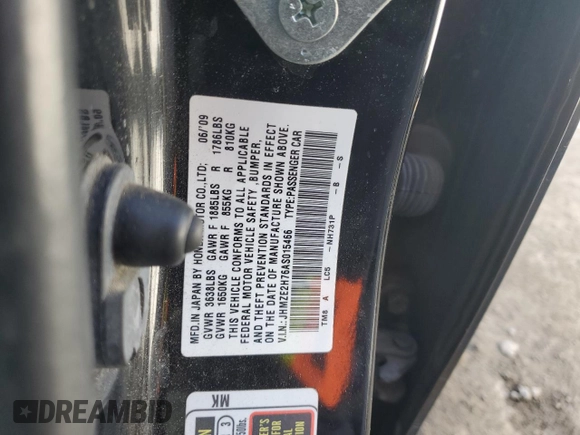 MFD.IN JAPAN BY HONDA MOTOR CO.,LTD; 06/'09
GVWR 3638LBS GAWR F 1885LBS R 1786LBS
GVWR 1650KG GAWR F 855KG R 810KG
THIS VEHICLE CONFORMS TO ALL APPLICABLE
FEDERAL MOTOR VEHICLE SAFETY ,BUMPER,
AND THEFT PREVENTION STANDARDS IN EFFECT
ON THE DATE OF MANUFACTURE SHOWN ABOVE.
V.I.N.: JHMZE2H76AS015466 TYPE:PASSENGER CAR
TM8 A LC5 -NH731P -8 -S
MK
3
DREAMBID